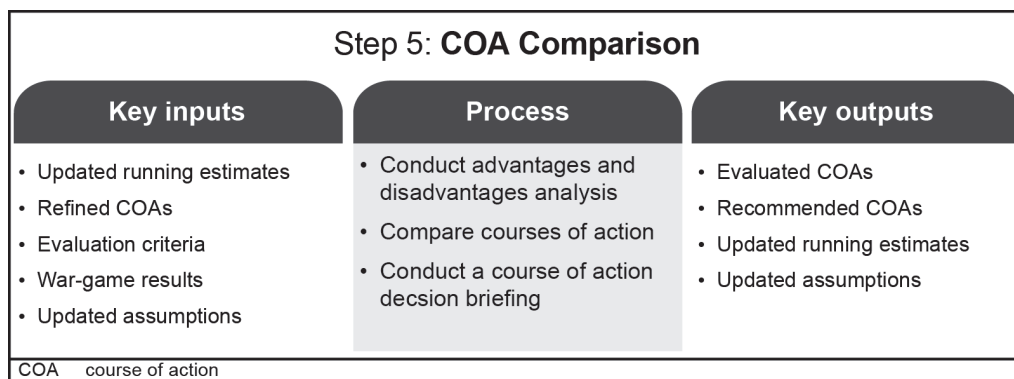 Step 5: COA Comparison
Key inputs
• Updated running estimates
• Refined COAs
• Evaluation criteria
• War-game results
• Updated assumptions
Process
• Conduct advantages and
disadvantages analysis
• Compare courses of action
• Conduct a course of action
decsion briefing
Key outputs
• Evaluated COAs
• Recommended COAs
• Updated running estimates
• Updated assumptions
COA course of action